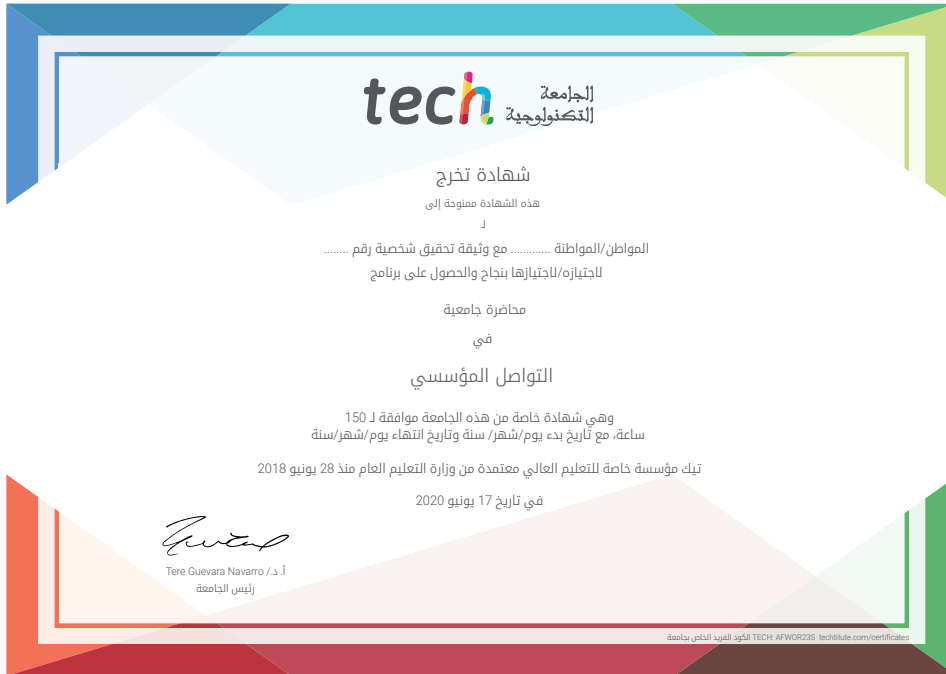 tech الجامعة
التكنولوجية
شهادة تخرج
هذه الشهادة ممنوحة إلى
لـ
المواطن/المواطنة ............ مع وثيقة تحقيق شخصية رقم ........
لاجتيازه/لاجتيازها بنجاح والحصول على برنامج
محاضرة جامعية
في
التواصل المؤسسي
وهي شهادة خاصة من هذه الجامعة موافقة لـ 150
ساعة، مع تاريخ بدء يوم/شهر/ سنة وتاريخ انتهاء يوم/شهر/سنة
تيك مؤسسة خاصة للتعليم العالي معتمدة من وزارة التعليم العام منذ 28 يونيو 2018
في تاريخ 17 يونيو 2020
أ. د./ Tere Guevara Navarro
رئيس الجامعة
الكود الفريد الخاص بجامعة TECH: AFWOR23S techtitute.com/certificates